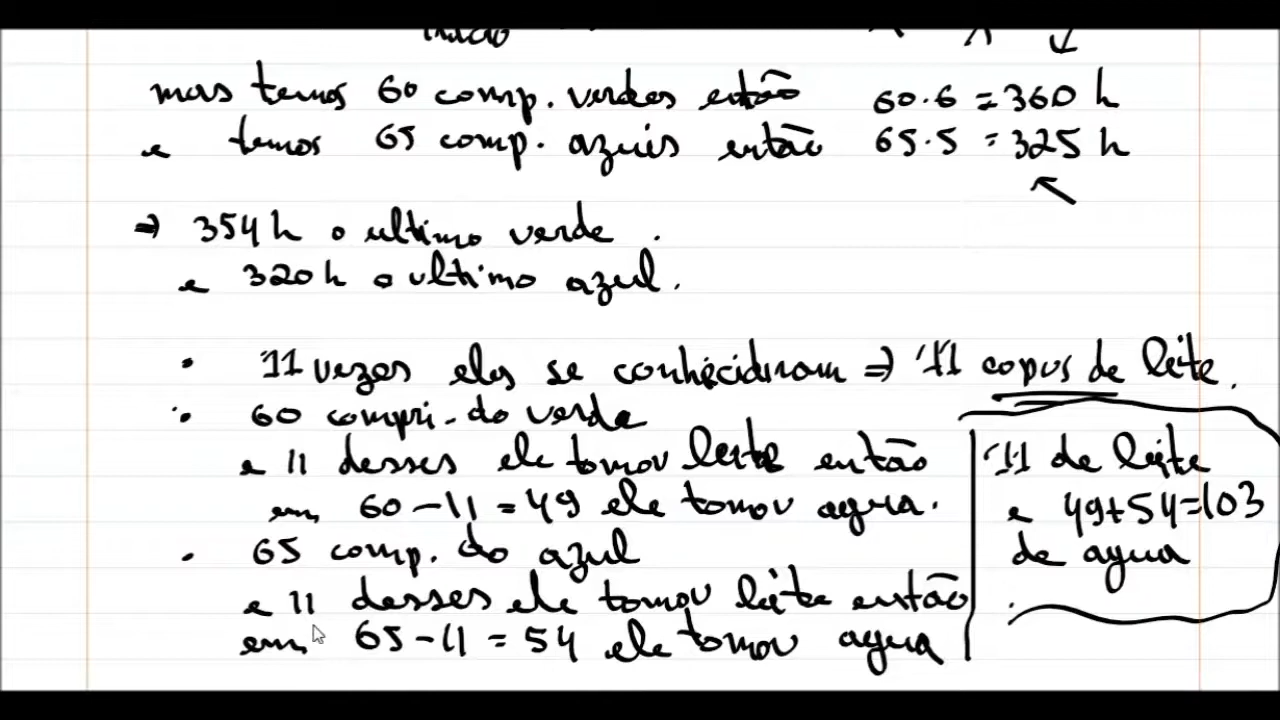 início
mas temos 60 comp. verdes então 60.6 = 360 h
e temos 65 comp. azuis então 65.5 = 325 h
⇒ 354 h o ultimo verde.
e 320 h o ultimo azul.
• 11 vezes eles se conhécidiram ⇒ 11 copos de leite.
• 60 compri. do verde
e 11 desses ele tomou leite então
em 60 - 11 = 49 ele tomou agua.
• 65 comp. do azul
e 11 desses ele tomou leite então
em 65 - 11 = 54 ele tomou agua
11 de leite
e 49+54=103
de agua